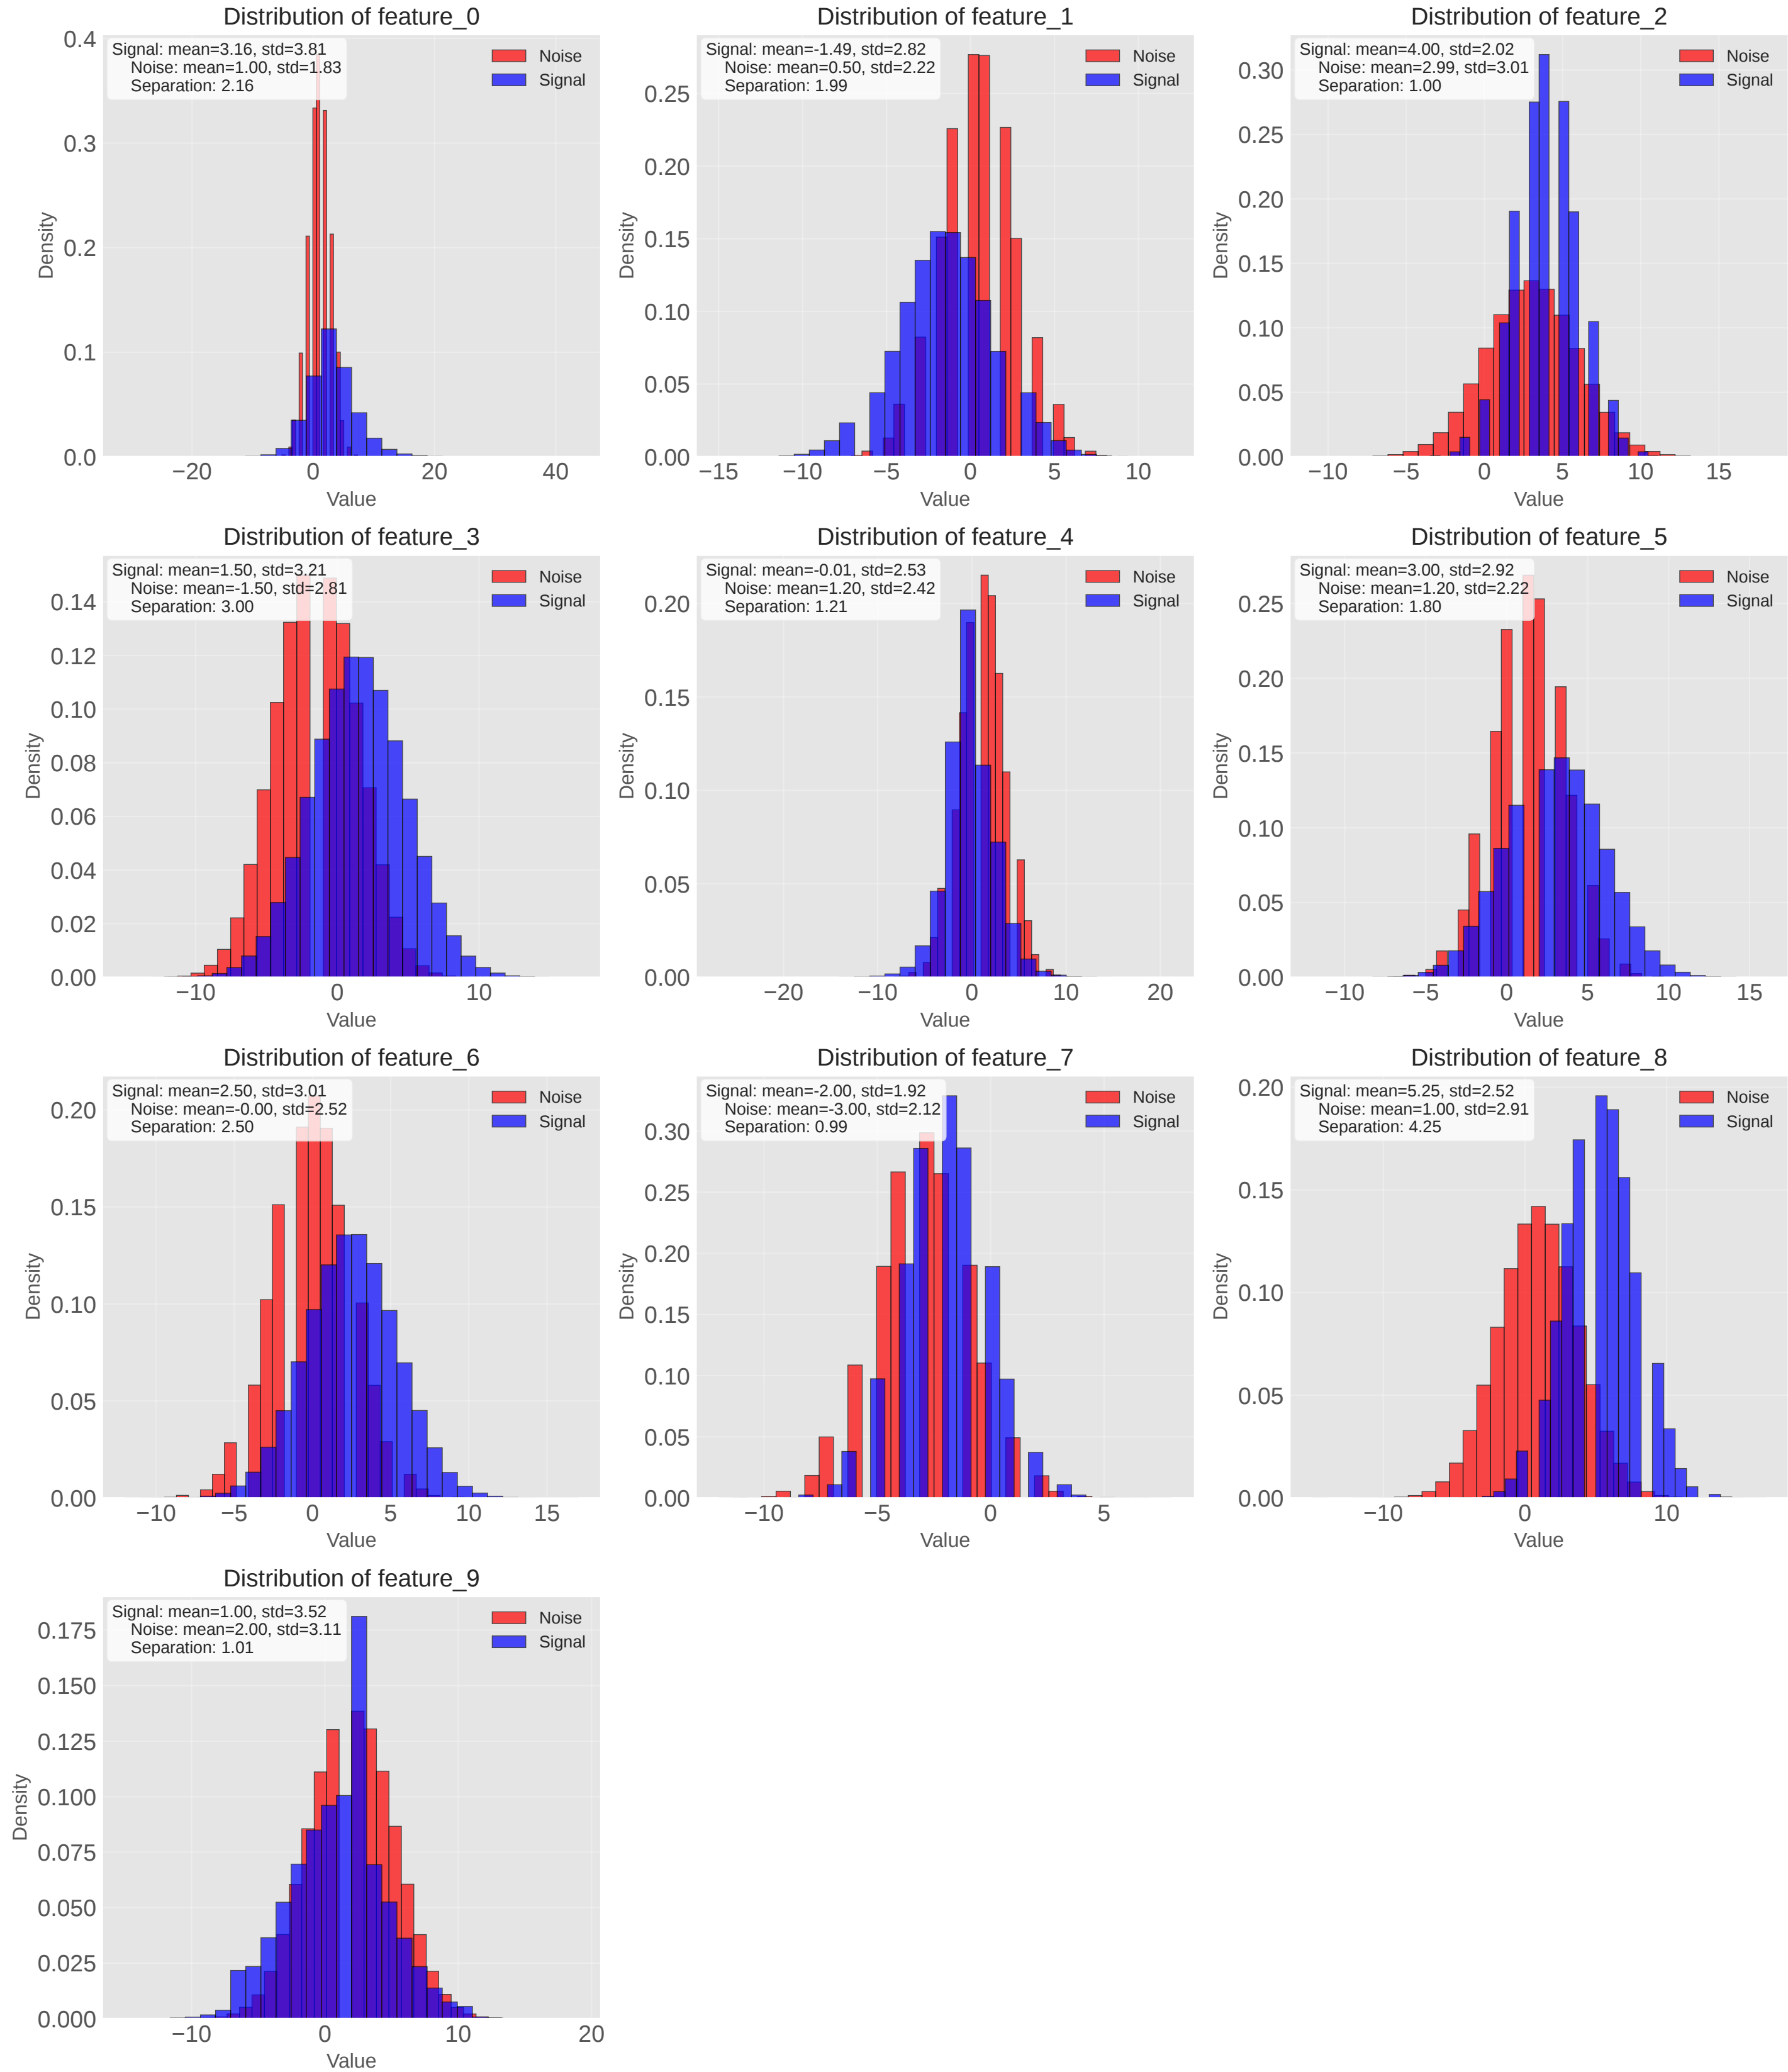 Distribution of feature_0
Signal: mean=3.16, std=3.81
Noise: mean=1.00, std=1.83
Separation: 2.16
Noise
Signal
Density
0.4
0.3
0.2
0.1
0.0
−20
0
20
40
Value
Distribution of feature_1
Signal: mean=-1.49, std=2.82
Noise: mean=0.50, std=2.22
Separation: 1.99
Noise
Signal
Density
0.25
0.20
0.15
0.10
0.05
0.00
−15
−10
−5
0
5
10
Value
Distribution of feature_2
Signal: mean=4.00, std=2.02
Noise: mean=2.99, std=3.01
Separation: 1.00
Noise
Signal
Density
0.30
0.25
0.20
0.15
0.10
0.05
0.00
−10
−5
0
5
10
15
Value
Distribution of feature_3
Signal: mean=1.50, std=3.21
Noise: mean=-1.50, std=2.81
Separation: 3.00
Noise
Signal
Density
0.14
0.12
0.10
0.08
0.06
0.04
0.02
0.00
−10
0
10
Value
Distribution of feature_4
Signal: mean=-0.01, std=2.53
Noise: mean=1.20, std=2.42
Separation: 1.21
Noise
Signal
Density
0.20
0.15
0.10
0.05
0.00
−20
−10
0
10
20
Value
Distribution of feature_5
Signal: mean=3.00, std=2.92
Noise: mean=1.20, std=2.22
Separation: 1.80
Noise
Signal
Density
0.25
0.20
0.15
0.10
0.05
0.00
−10
−5
0
5
10
15
Value
Distribution of feature_6
Signal: mean=2.50, std=3.01
Noise: mean=-0.00, std=2.52
Separation: 2.50
Noise
Signal
Density
0.20
0.15
0.10
0.05
0.00
−10
−5
0
5
10
15
Value
Distribution of feature_7
Signal: mean=-2.00, std=1.92
Noise: mean=-3.00, std=2.12
Separation: 0.99
Noise
Signal
Density
0.30
0.25
0.20
0.15
0.10
0.05
0.00
−10
−5
0
5
Value
Distribution of feature_8
Signal: mean=5.25, std=2.52
Noise: mean=1.00, std=2.91
Separation: 4.25
Noise
Signal
Density
0.20
0.15
0.10
0.05
0.00
−10
0
10
Value
Distribution of feature_9
Signal: mean=1.00, std=3.52
Noise: mean=2.00, std=3.11
Separation: 1.01
Noise
Signal
Density
0.175
0.150
0.125
0.100
0.075
0.050
0.025
0.000
−10
0
10
20
Value